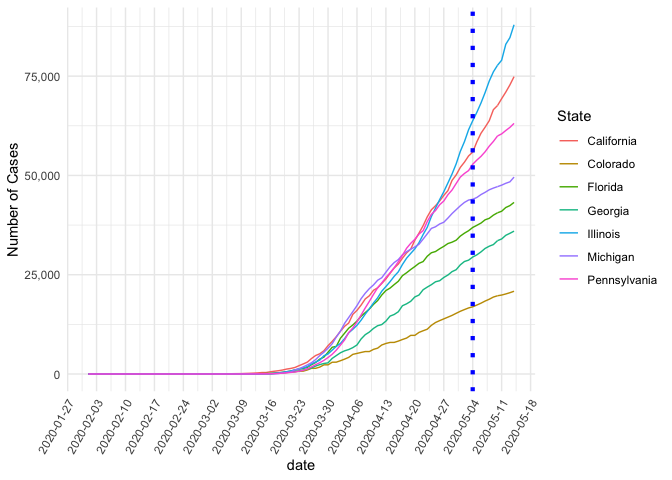 75,000
50,000
25,000
0
Number of Cases
2020-01-27
2020-02-03
2020-02-10
2020-02-17
2020-02-24
2020-03-02
2020-03-09
2020-03-16
2020-03-23
2020-03-30
2020-04-06
2020-04-13
2020-04-20
2020-04-27
2020-05-04
2020-05-11
2020-05-18
date
State
California
Colorado
Florida
Georgia
Illinois
Michigan
Pennsylvania